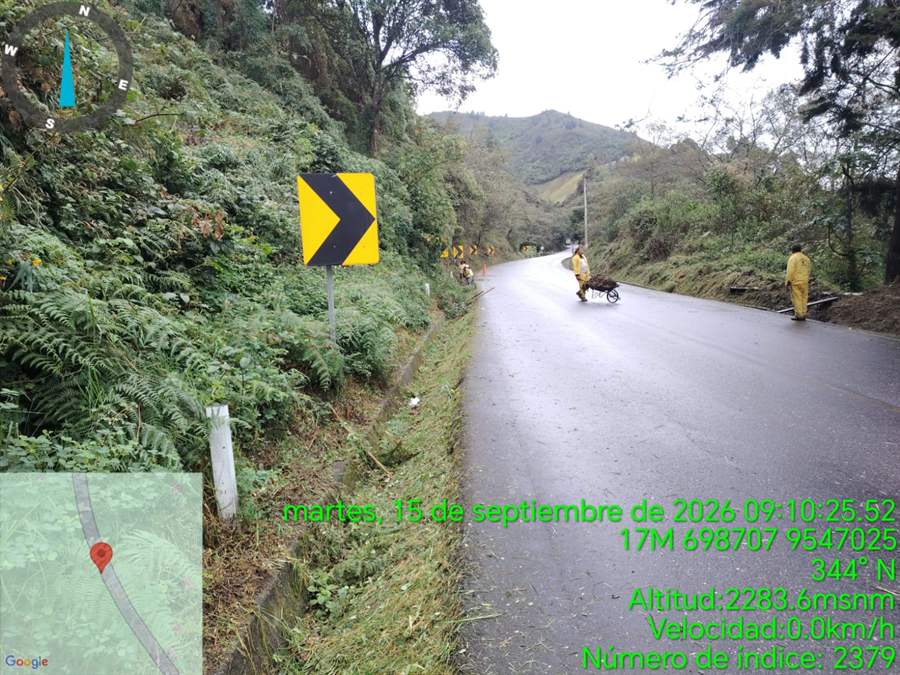 N
W
E
S
martes, 15 de septiembre de 2026 09:10:25.52
17M 698707 9547025
344° N
Altitud:2283.6msnm
Velocidad:0.0km/h
Número de índice: 2379
Google